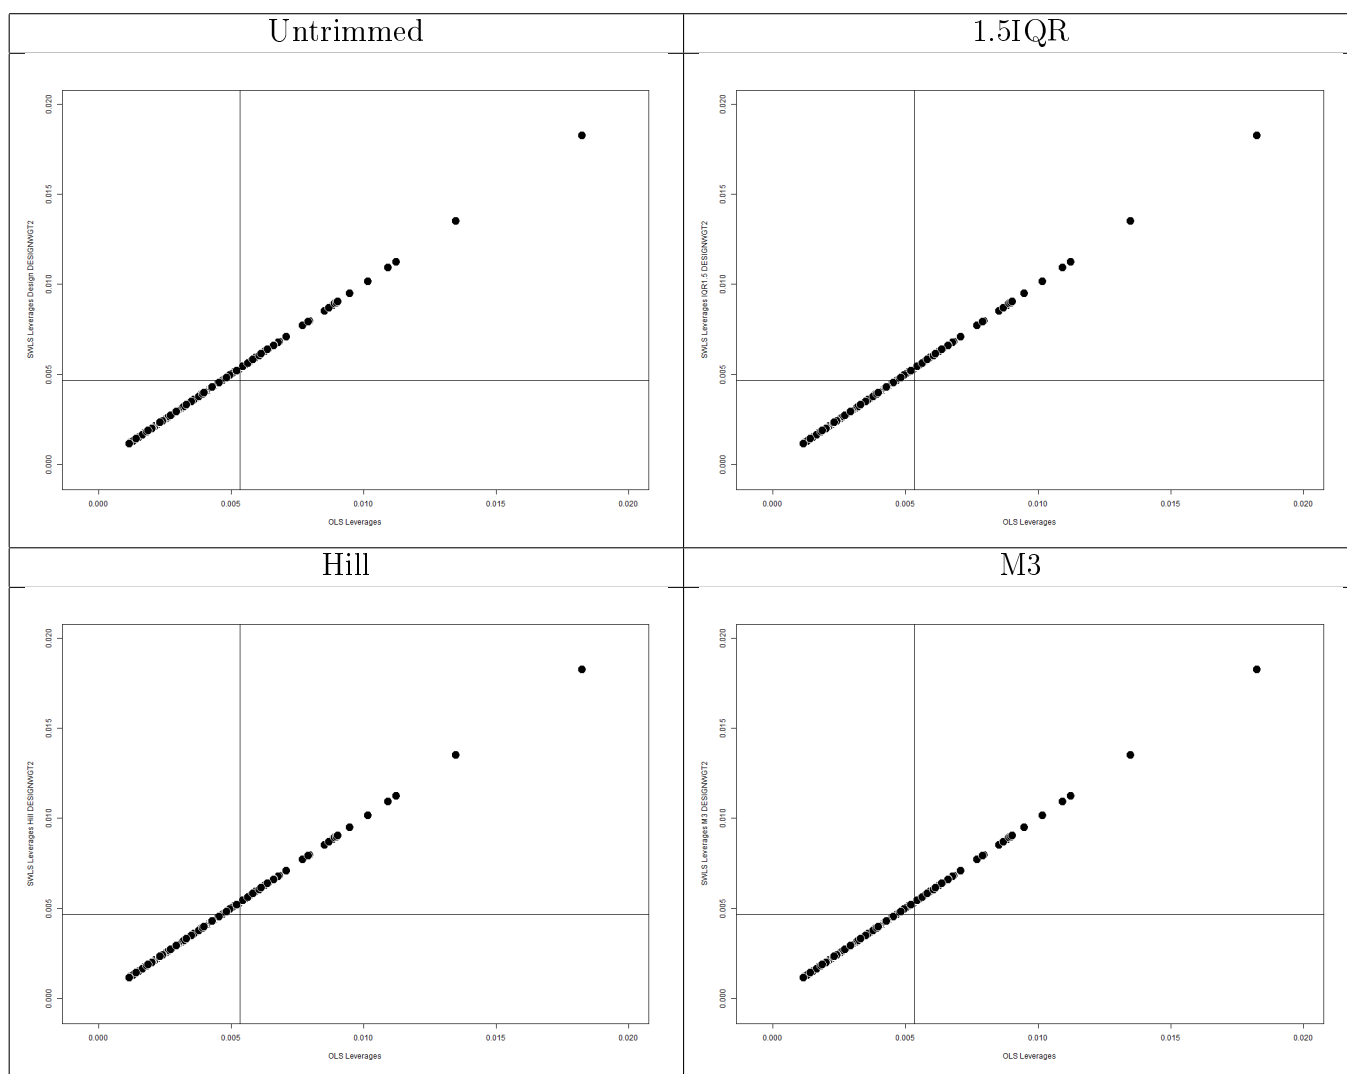 Untrimmed
1.5IQR
SWLS Leverages Design DESIGNWGT2
0.020
0.015
0.010
0.005
0.000
0.000 0.005 0.010 0.015 0.020
OLS Leverages
SWLS Leverages IQR1.5 DESIGNWGT2
0.020
0.015
0.010
0.005
0.000
0.000 0.005 0.010 0.015 0.020
OLS Leverages
Hill
M3
SWLS Leverages Hill DESIGNWGT2
0.020
0.015
0.010
0.005
0.000
0.000 0.005 0.010 0.015 0.020
OLS Leverages
SWLS Leverages M3 DESIGNWGT2
0.020
0.015
0.010
0.005
0.000
0.000 0.005 0.010 0.015 0.020
OLS Leverages